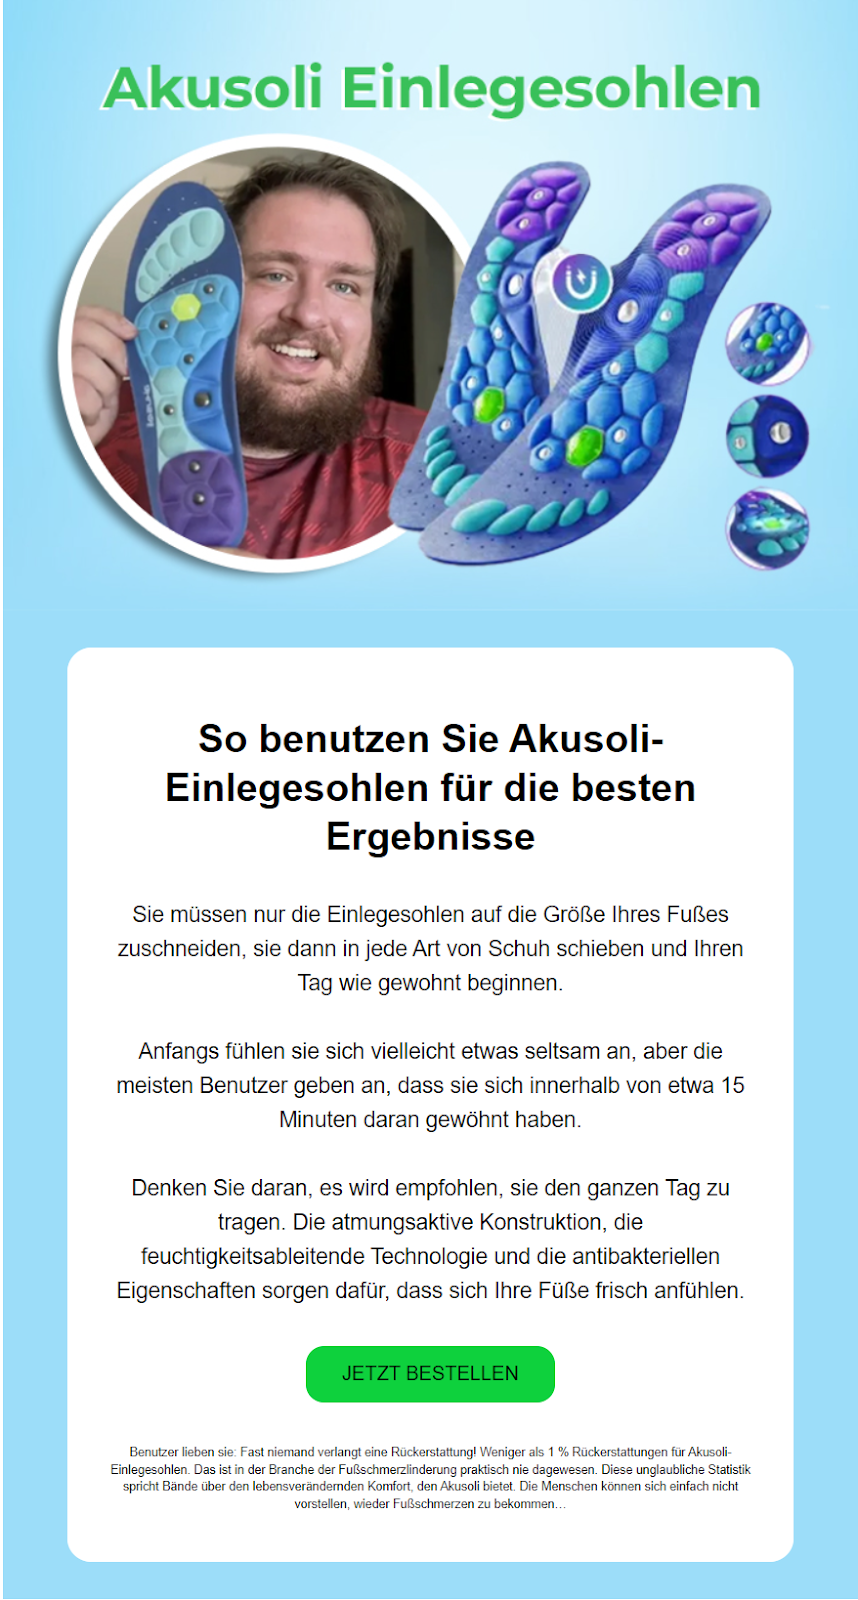 Akusoli Einlegesohlen
So benutzen Sie Akusoli-
Einlegesohlen für die besten
Ergebnisse
Sie müssen nur die Einlegesohlen auf die Größe Ihres Fußes
zuschneiden, sie dann in jede Art von Schuh schieben und Ihren
Tag wie gewohnt beginnen.
Anfangs fühlen sie sich vielleicht etwas seltsam an, aber die
meisten Benutzer geben an, dass sie sich innerhalb von etwa 15
Minuten daran gewöhnt haben.
Denken Sie daran, es wird empfohlen, sie den ganzen Tag zu
tragen. Die atmungsaktive Konstruktion, die
feuchtigkeitsableitende Technologie und die antibakteriellen
Eigenschaften sorgen dafür, dass sich Ihre Füße frisch anfühlen.
JETZT BESTELLEN
Benutzer lieben sie: Fast niemand verlangt eine Rückerstattung! Weniger als 1 % Rückerstattungen für Akusoli-
Einlegesohlen. Das ist in der Branche der Fußschmerzlinderung praktisch nie dagewesen. Diese unglaubliche Statistik
spricht Bände über den lebensverändernden Komfort, den Akusoli bietet. Die Menschen können sich einfach nicht
vorstellen, wieder Fußschmerzen zu bekommen…